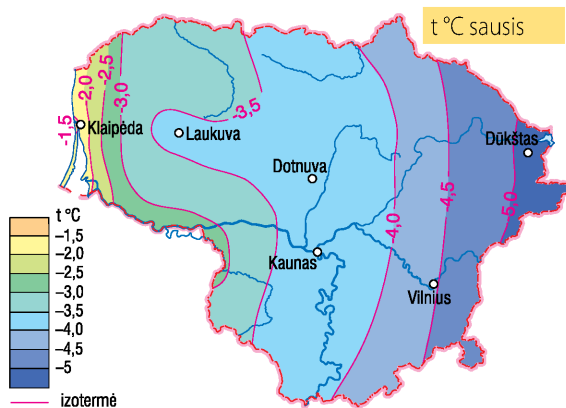 t °C sausis
-1,5
2,0
-2,5
-3,0
-3,5
4,0
4,5
5,0
Klaipėda
Laukuva
Dotnuva
Dūkštas
Kaunas
Vilnius
t °C
–1,5
–2,0
–2,5
–3,0
–3,5
–4,0
–4,5
–5
izotermė